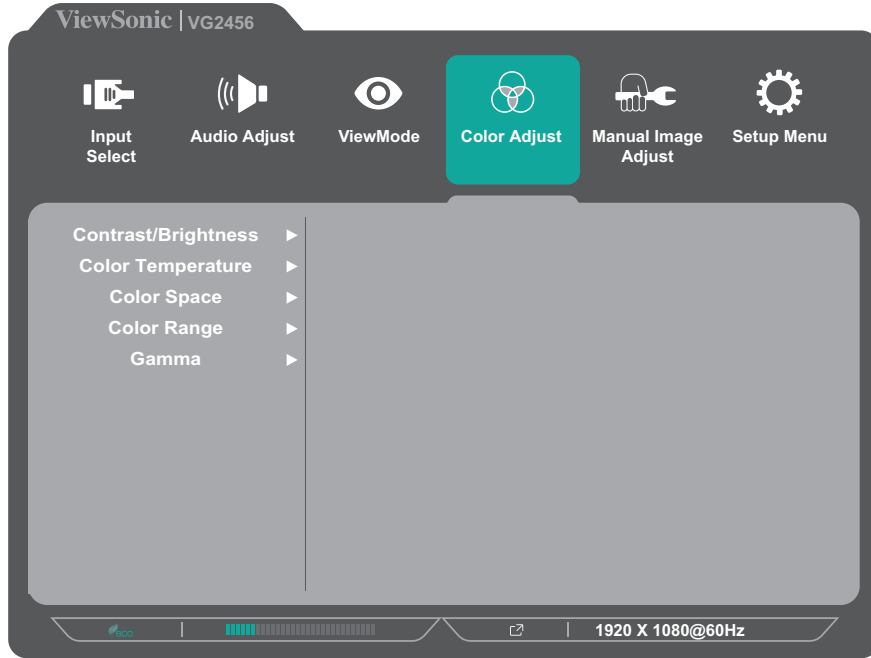 ViewSonic | VG2456
Input
Select
Audio Adjust
ViewMode
Color Adjust
Manual Image
Adjust
Setup Menu
Contrast/Brightness
Color Temperature
Color Space
Color Range
Gamma
eco
1920 X 1080@60Hz